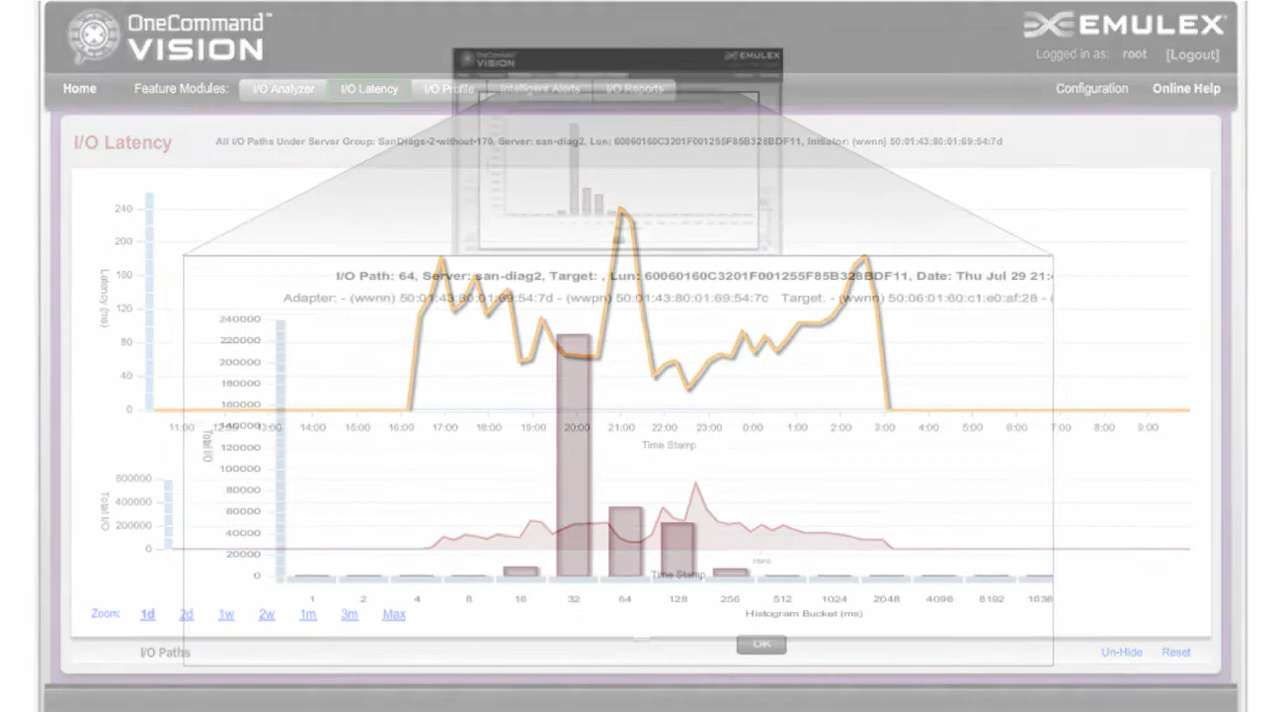 OneCommand™
VISION
EMULEX
Logged in as: root [Logout]
OneCommand
VISION
EMULEX
Home Feature Modules: I/O Analyzer I/O Latency I/O Profile Intelligent Alerts I/O Reports Configuration Online Help
I/O Latency
All I/O Paths Under Server Group: SanDiags-2-without-170, Server: san-diag2, Lun: 60060160C3201F001255F85B328BDF11, Initiator: (wwnn) 50:01:43:80:01:69:54:7d
240
200
160
120
80
40
0
Latency (ms)
11:00 12:00 13:00 14:00 15:00 16:00 17:00 18:00 19:00 20:00 21:00 22:00 23:00 0:00 1:00 2:00 3:00 4:00 5:00 6:00 7:00 8:00 9:00
Time Stamp
I/O Path: 64, Server: san-diag2, Target: , Lun: 60060160C3201F001255F85B328BDF11, Date: Thu Jul 29 21:
Adapter: - (wwnn) 50:01:43:80:01:69:54:7d - (wwpn) 50:01:43:80:01:69:54:7c Target: - (wwnn) 50:06:01:60:c1:e0:af:28 - (
240000
220000
200000
180000
160000
140000
120000
100000
80000
60000
40000
20000
0
Total I/O
600000
400000
200000
0
Total I/O
Time Stamp
1 2 4 8 16 32 64 128 256 512 1024 2048 4096 8192 1638
Histogram Bucket (ms)
Zoom: 1d 2d 1w 2w 1m 3m Max
OK
I/O Paths
Un-Hide Reset